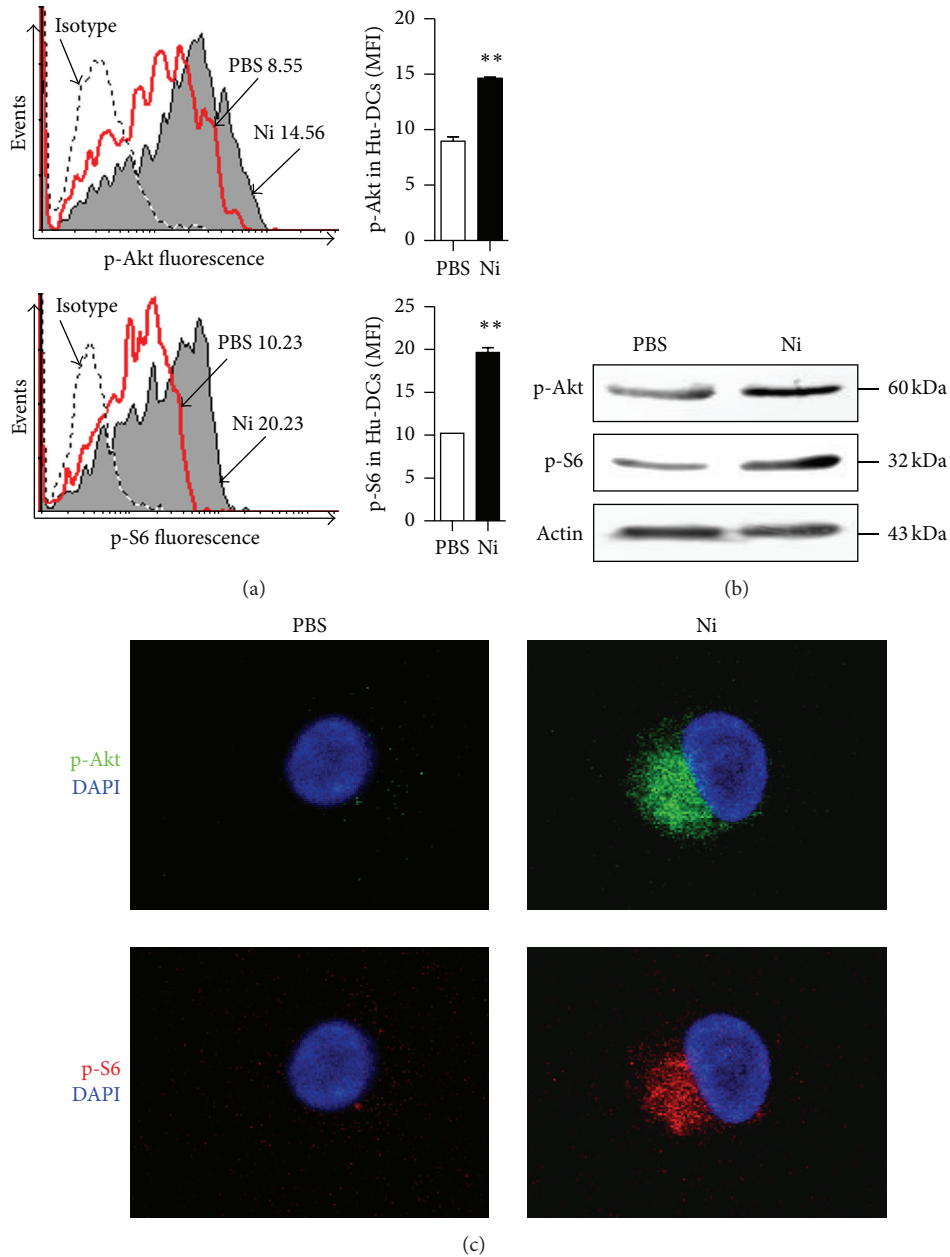 Isotype
PBS 8.55
Ni 14.56
Events
p-Akt fluorescence
p-Akt in Hu-DCs (MFI)
20
15
10
5
0
**
PBS Ni
Isotype
PBS 10.23
Ni 20.23
Events
p-S6 fluorescence
p-S6 in Hu-DCs (MFI)
25
20
15
10
5
0
**
PBS Ni
(a)
PBS Ni
p-Akt 60 kDa
p-S6 32 kDa
Actin 43 kDa
(b)
PBS Ni
p-Akt
DAPI
p-S6
DAPI
(c)